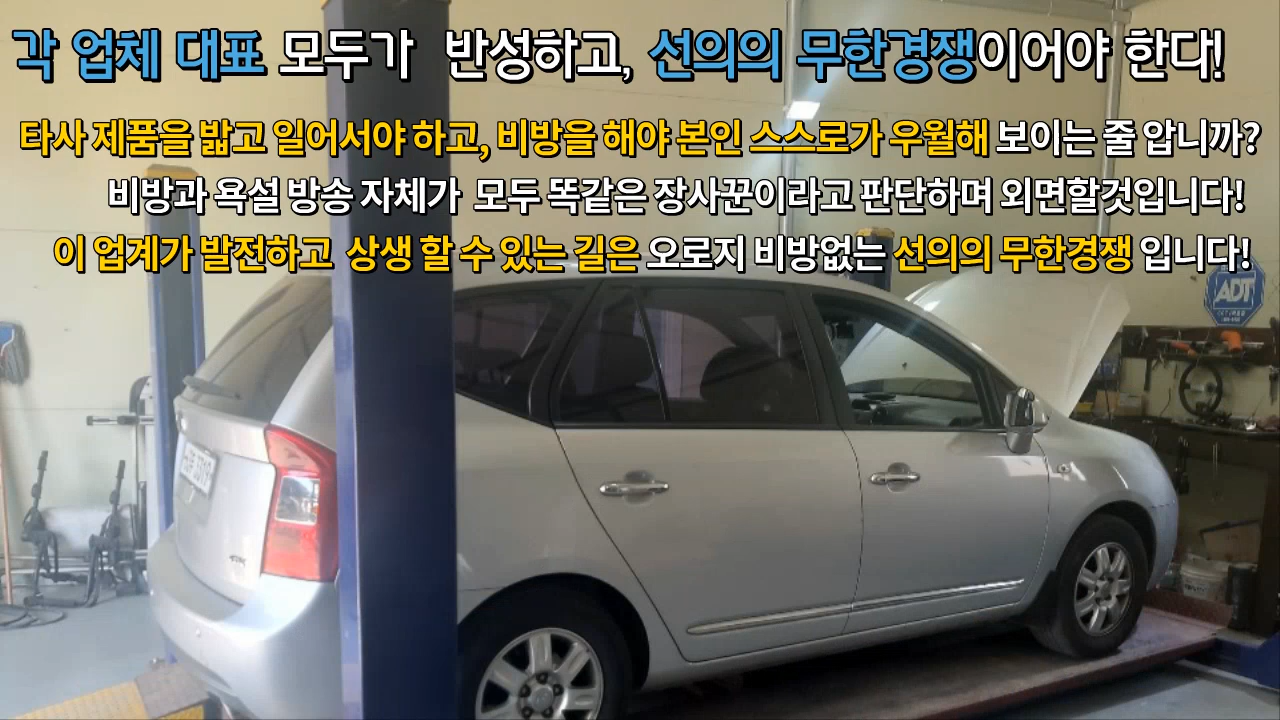 각 업체 대표 모두가 반성하고, 선의의 무한경쟁이어야 한다!
타사 제품을 밟고 일어서야 하고, 비방을 해야 본인 스스로가 우월해 보이는 줄 압니까?
비방과 욕설 방송 자체가 모두 똑같은 장사꾼이라고 판단하며 외면할것입니다!
이 업계가 발전하고 상생 할 수 있는 길은 오로지 비방없는 선의의 무한경쟁 입니다!
ADT